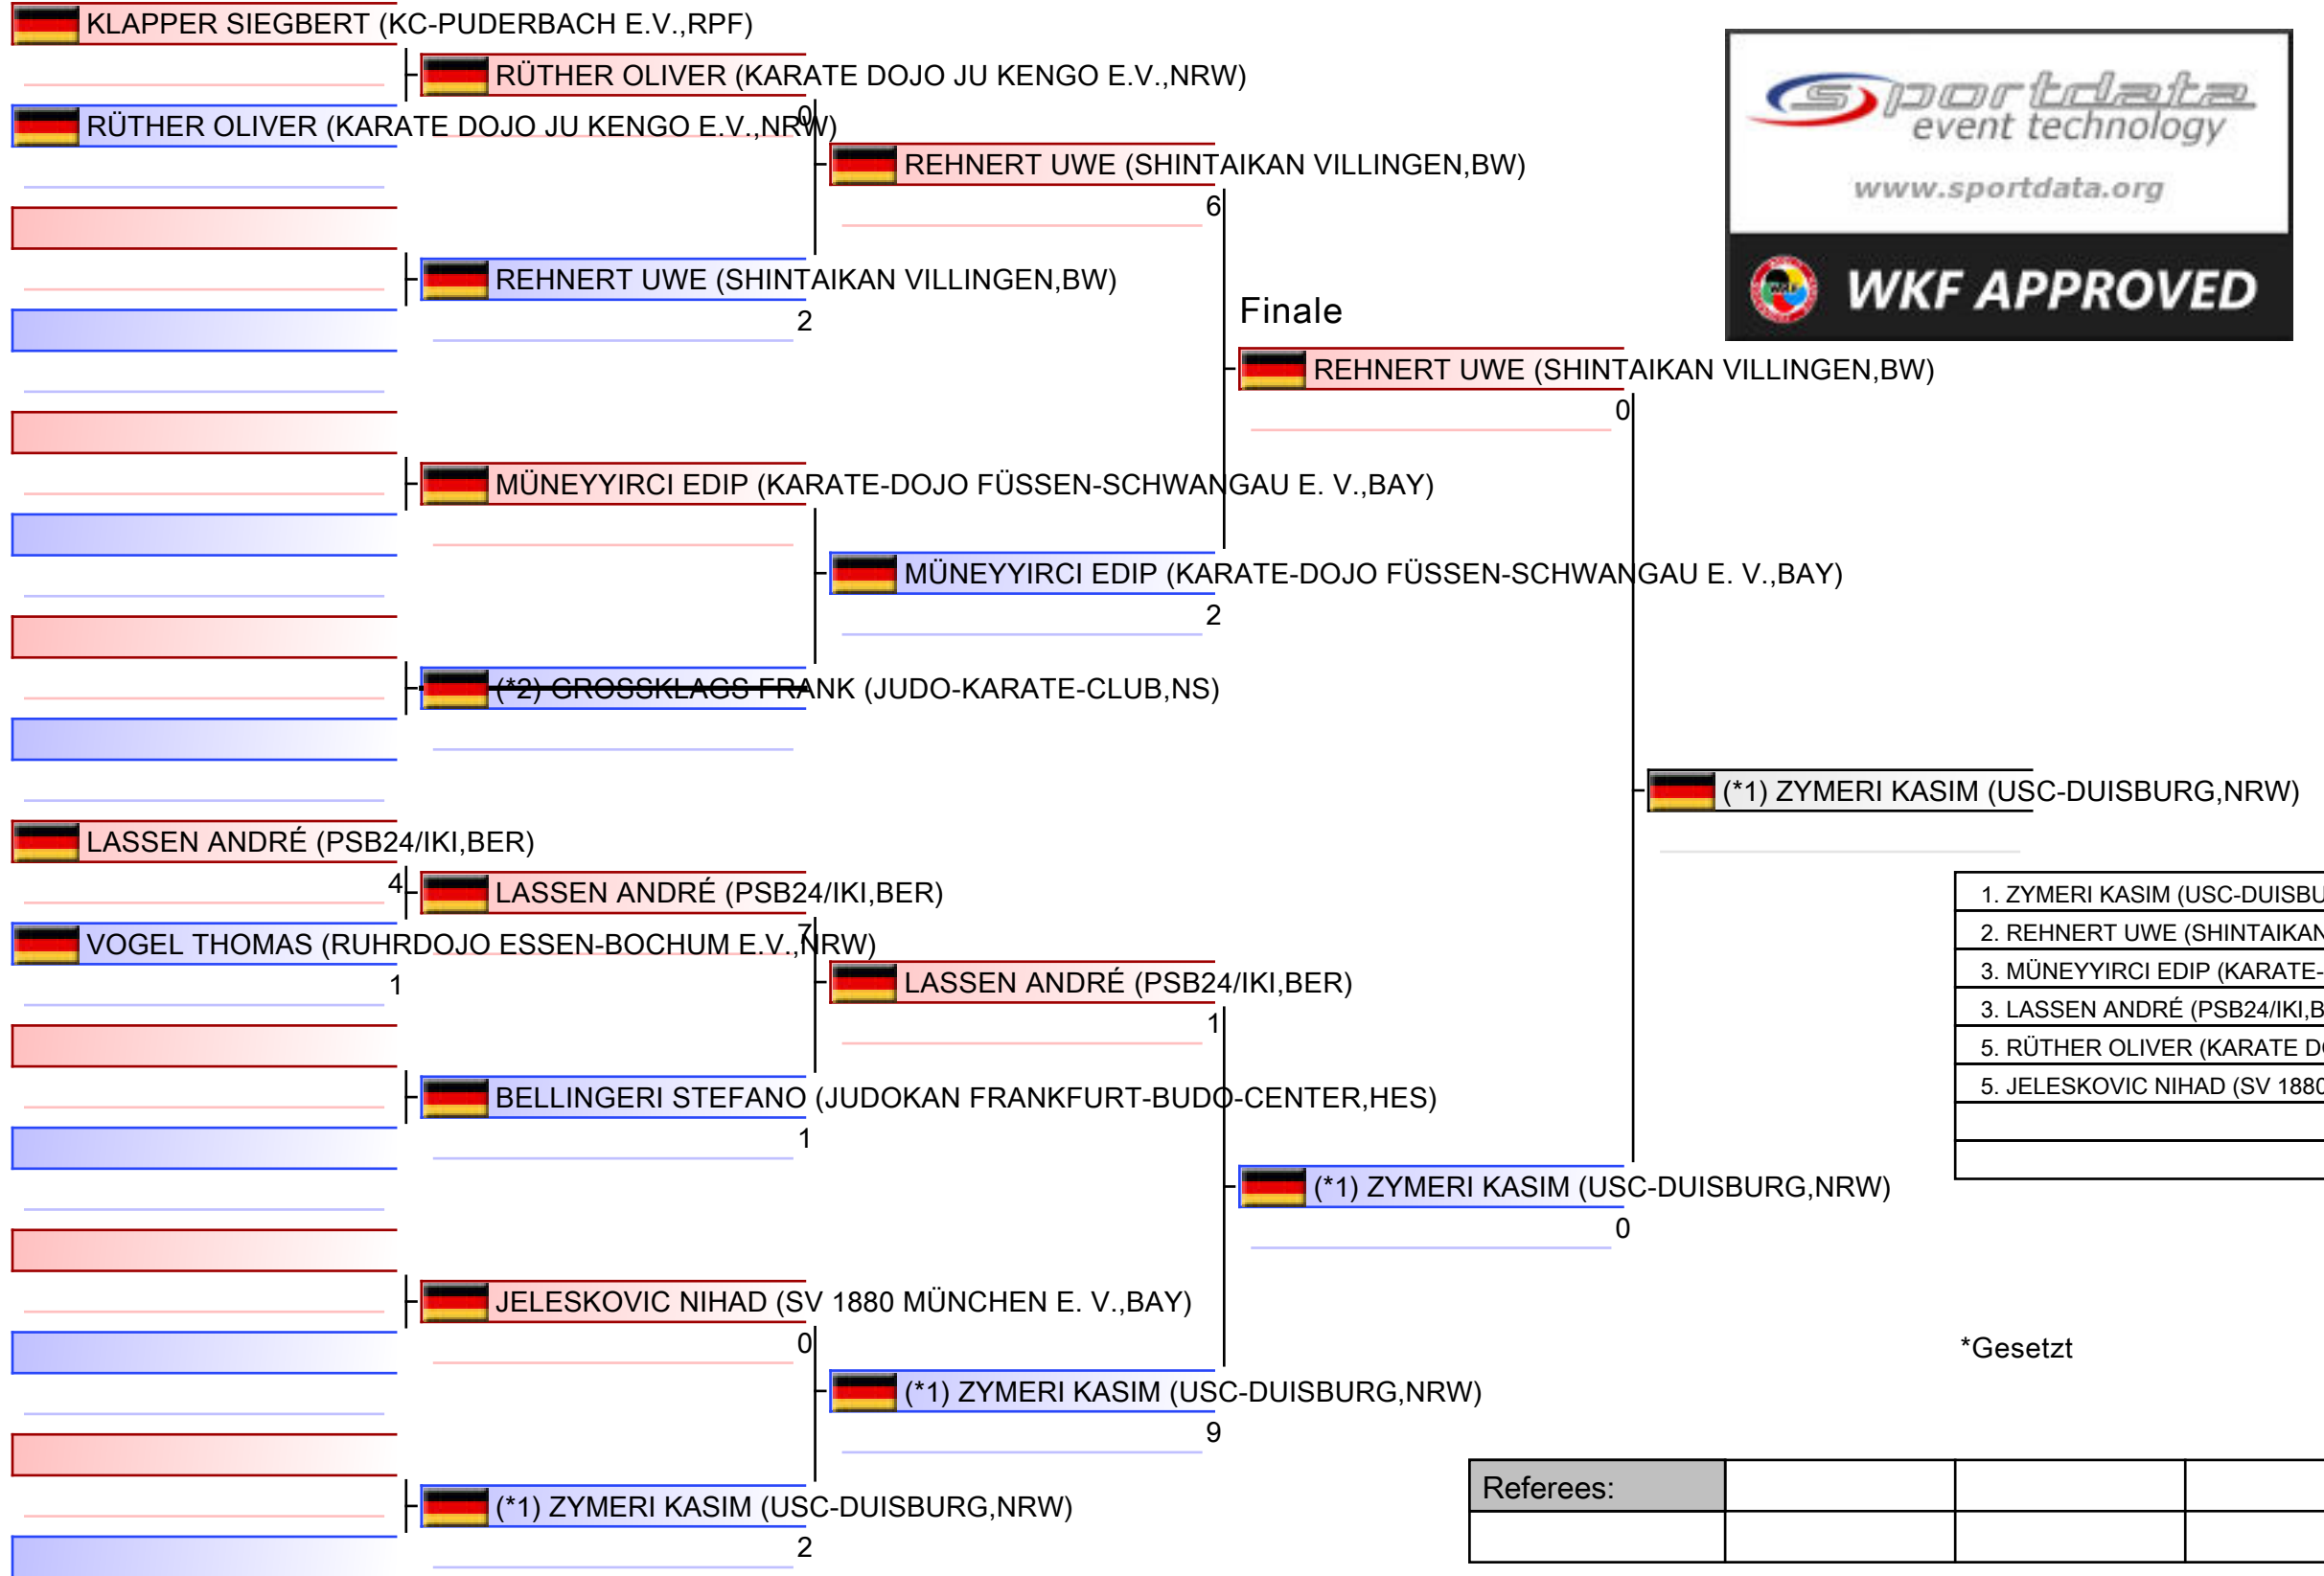 KLAPPER SIEGBERT (KC-PUDERBACH E.V.,RPF)
RÜTHER OLIVER (KARATE DOJO JU KENGO E.V.,NRW)
0
RÜTHER OLIVER (KARATE DOJO JU KENGO E.V.,NRW)
REHNERT UWE (SHINTAIKAN VILLINGEN,BW)
6
REHNERT UWE (SHINTAIKAN VILLINGEN,BW)
2
sportdata
event technology
www.sportdata.org
WKF APPROVED
Finale
REHNERT UWE (SHINTAIKAN VILLINGEN,BW)
0
MÜNEYYIRCI EDIP (KARATE-DOJO FÜSSEN-SCHWANGAU E. V.,BAY)
MÜNEYYIRCI EDIP (KARATE-DOJO FÜSSEN-SCHWANGAU E. V.,BAY)
2
(*2) GROSSKLAGS FRANK (JUDO-KARATE-CLUB,NS)
(*1) ZYMERI KASIM (USC-DUISBURG,NRW)
LASSEN ANDRÉ (PSB24/IKI,BER)
4
LASSEN ANDRÉ (PSB24/IKI,BER)
7
VOGEL THOMAS (RUHRDOJO ESSEN-BOCHUM E.V.,NRW)
1
LASSEN ANDRÉ (PSB24/IKI,BER)
1
BELLINGERI STEFANO (JUDOKAN FRANKFURT-BUDO-CENTER,HES)
1
1. ZYMERI KASIM (USC-DUISBU
2. REHNERT UWE (SHINTAIKAN
3. MÜNEYYIRCI EDIP (KARATE-
3. LASSEN ANDRÉ (PSB24/IKI,B
5. RÜTHER OLIVER (KARATE DO
5. JELESKOVIC NIHAD (SV 1880
(*1) ZYMERI KASIM (USC-DUISBURG,NRW)
0
JELESKOVIC NIHAD (SV 1880 MÜNCHEN E. V.,BAY)
0
*Gesetzt
(*1) ZYMERI KASIM (USC-DUISBURG,NRW)
9
(*1) ZYMERI KASIM (USC-DUISBURG,NRW)
2
Referees: